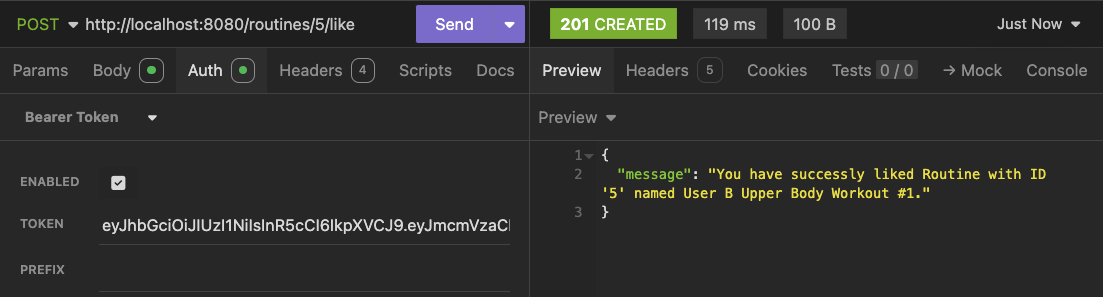 POST http://localhost:8080/routines/5/like Send 201 CREATED 119 ms 100 B Just Now
Params Body Auth Headers 4 Scripts Docs Preview Headers 5 Cookies Tests 0 / 0 → Mock Console
Bearer Token Preview
ENABLED
TOKEN eyJhbGciOiJIUzI1NiIsInR5cCI6IkpXVCJ9.eyJmcmVzaC
PREFIX
1 {
2 "message": "You have successly liked Routine with ID
'5' named User B Upper Body Workout #1."
3 }